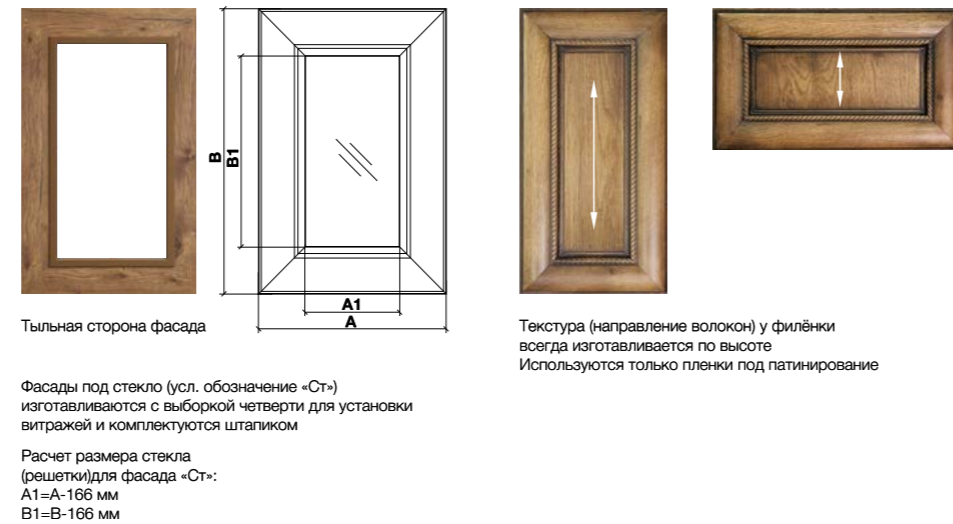 B
B1
A1
A
Тыльная сторона фасада
Фасады под стекло (усл. обозначение «Ст»)
изготавливаются с выборкой четверти для установки
витражей и комплектуются штапиком
Расчет размера стекла
(решетки)для фасада «Ст»:
А1=А-166 мм
В1=В-166 мм
Текстура (направление волокон) у филёнки
всегда изготавливается по высоте
Используются только пленки под патинирование